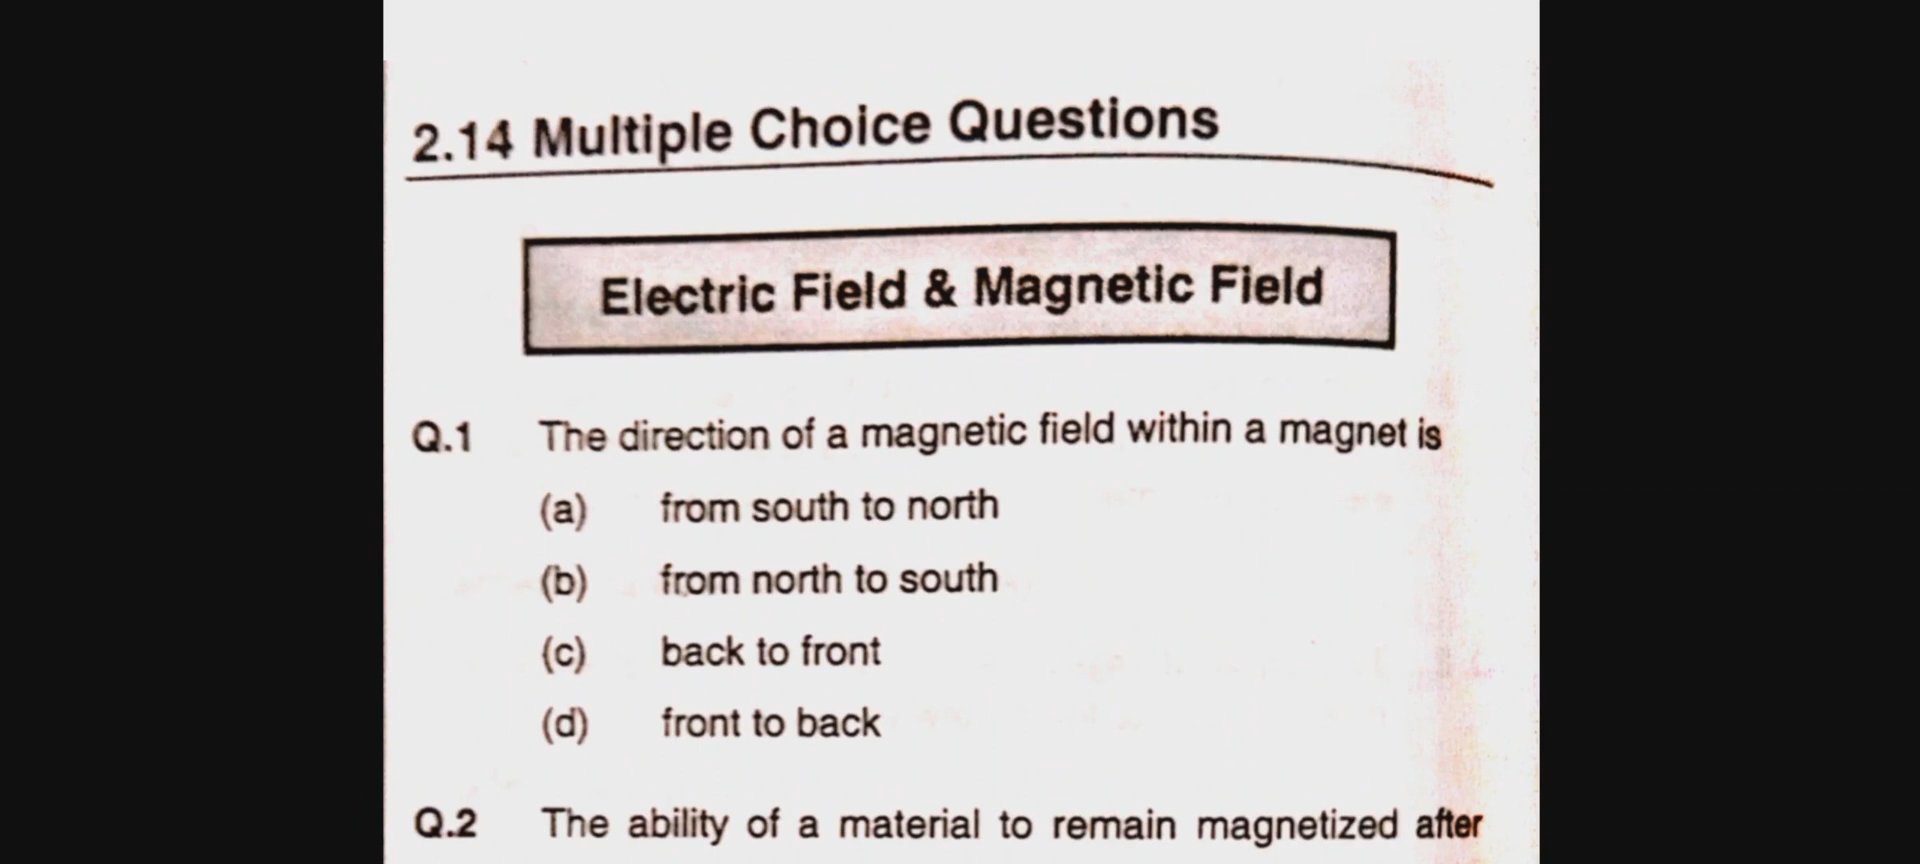 2.14 Multiple Choice Questions
Electric Field & Magnetic Field
Q.1 The direction of a magnetic field within a magnet is
(a) from south to north
(b) from north to south
(c) back to front
(d) front to back
Q.2 The ability of a material to remain magnetized after